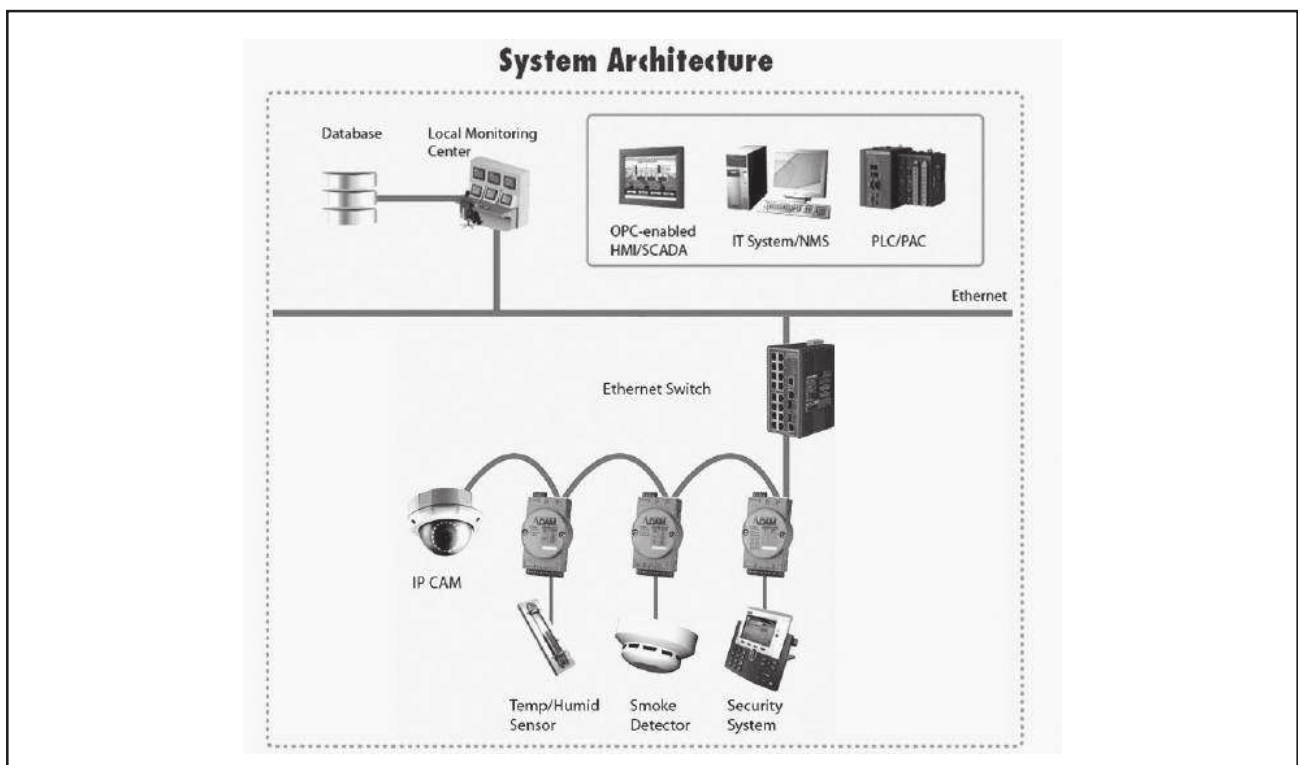 System Architecture
Database
Local Monitoring
Center
OPC-enabled
HMI/SCADA
IT System/NMS
PLC/PAC
Ethernet
Ethernet Switch
IP CAM
Temp/Humid
Sensor
Smoke
Detector
Security
System